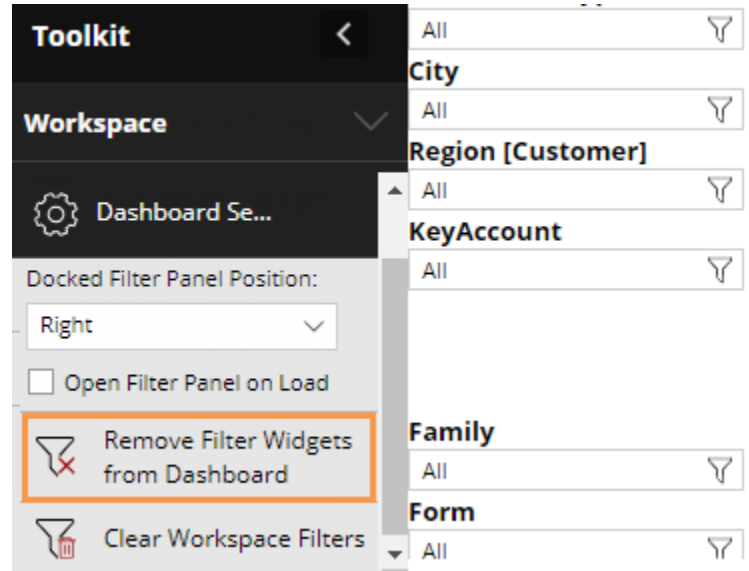 Toolkit
Workspace
Dashboard Se...
Docked Filter Panel Position:
Right
Open Filter Panel on Load
Remove Filter Widgets
from Dashboard
Clear Workspace Filters
All
City
All
Region [Customer]
All
KeyAccount
All
Family
All
Form
All